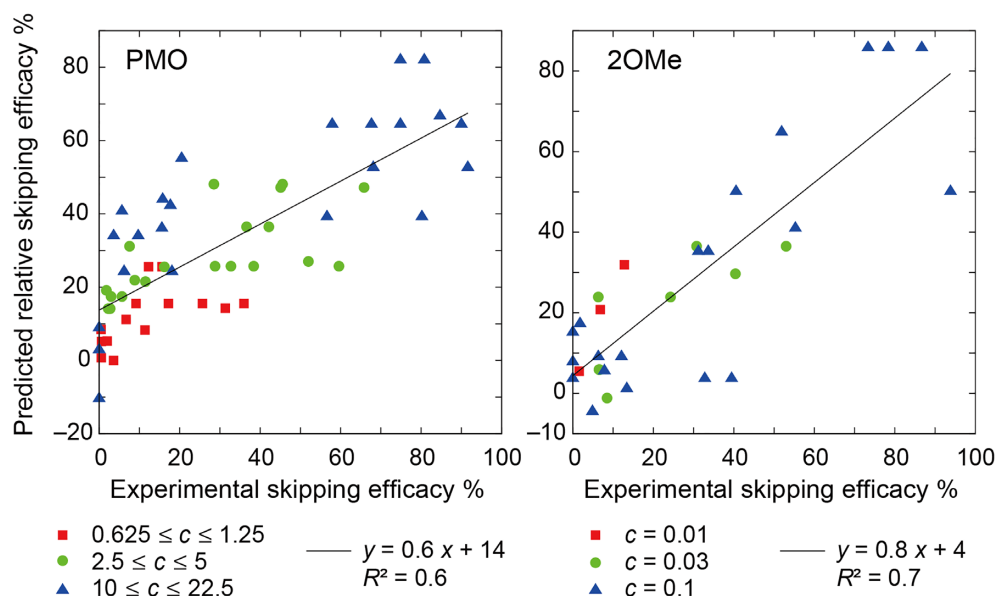 Predicted relative skipping efficacy %
PMO
80
60
40
20
0
–20
0 20 40 60 80 100
Experimental skipping efficacy %
0.625 ≤ c ≤ 1.25
2.5 ≤ c ≤ 5
10 ≤ c ≤ 22.5
y = 0.6 x + 14
R² = 0.6
2OMe
80
60
40
20
0
–10
0 20 40 60 80 100
Experimental skipping efficacy %
c = 0.01
c = 0.03
c = 0.1
y = 0.8 x + 4
R² = 0.7